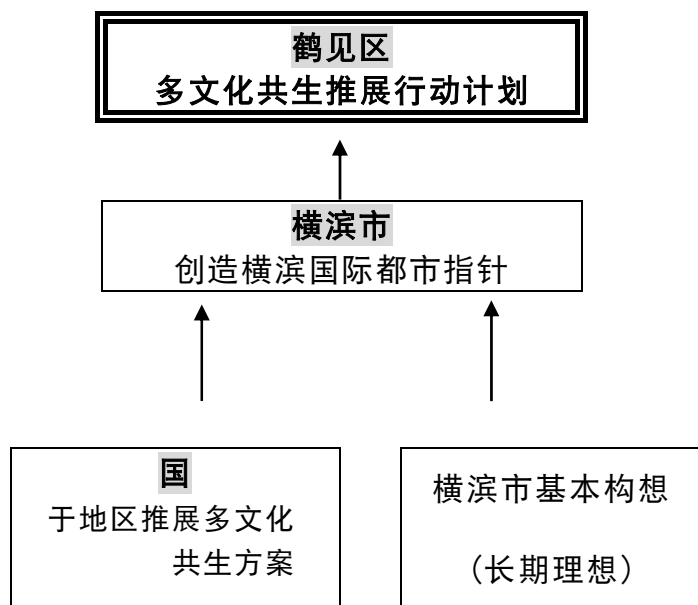 鹤见区
多文化共生推展行动计划
横滨市
创造横滨国际都市指针
国
于地区推展多文化
共生方案
横滨市基本构想
（长期理想）